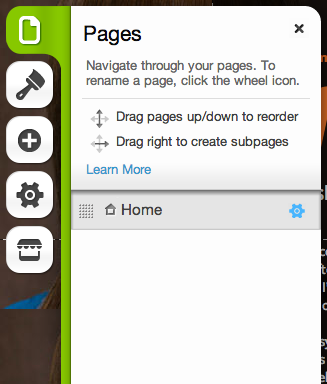 Pages
Navigate through your pages. To
rename a page, click the wheel icon.
Drag pages up/down to reorder
Drag right to create subpages
Learn More
Home